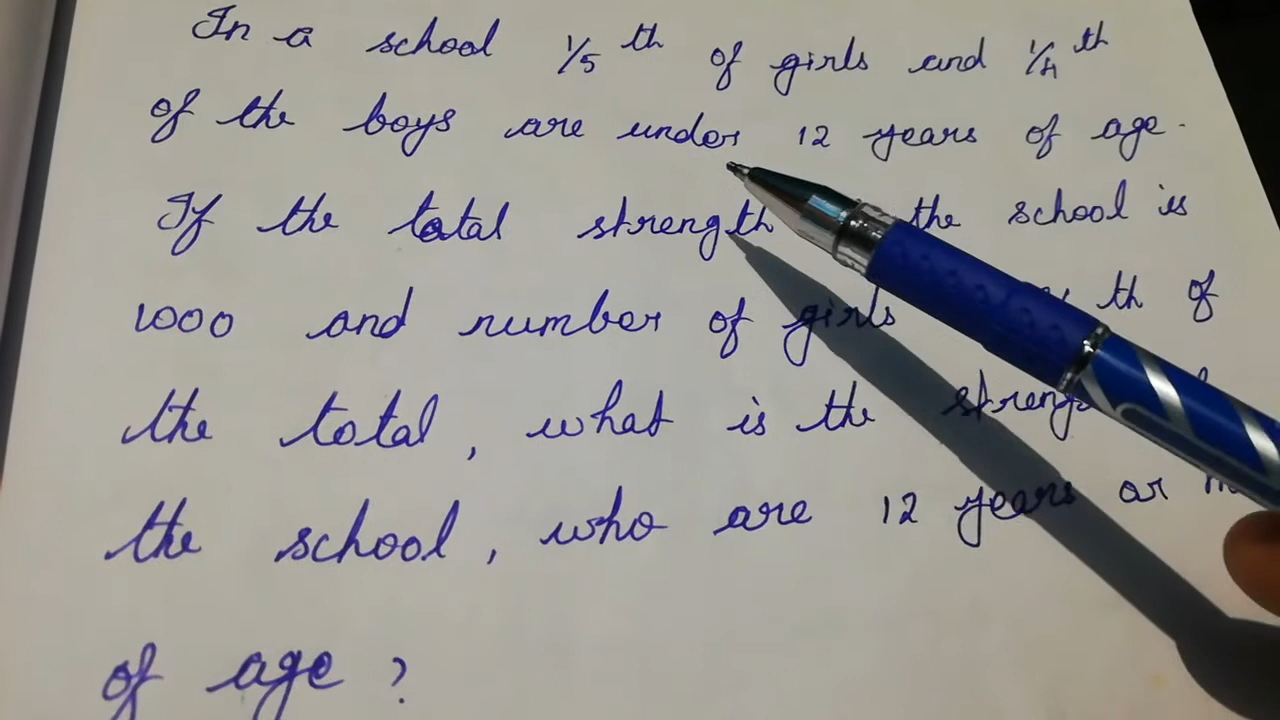 In a school 1/5 th of girls and 1/4 th
of the boys are under 12 years of age.
If the total strength the school is
1000 and number of girls th of
the total, what is the
the school, who are 12 years or
of age ?